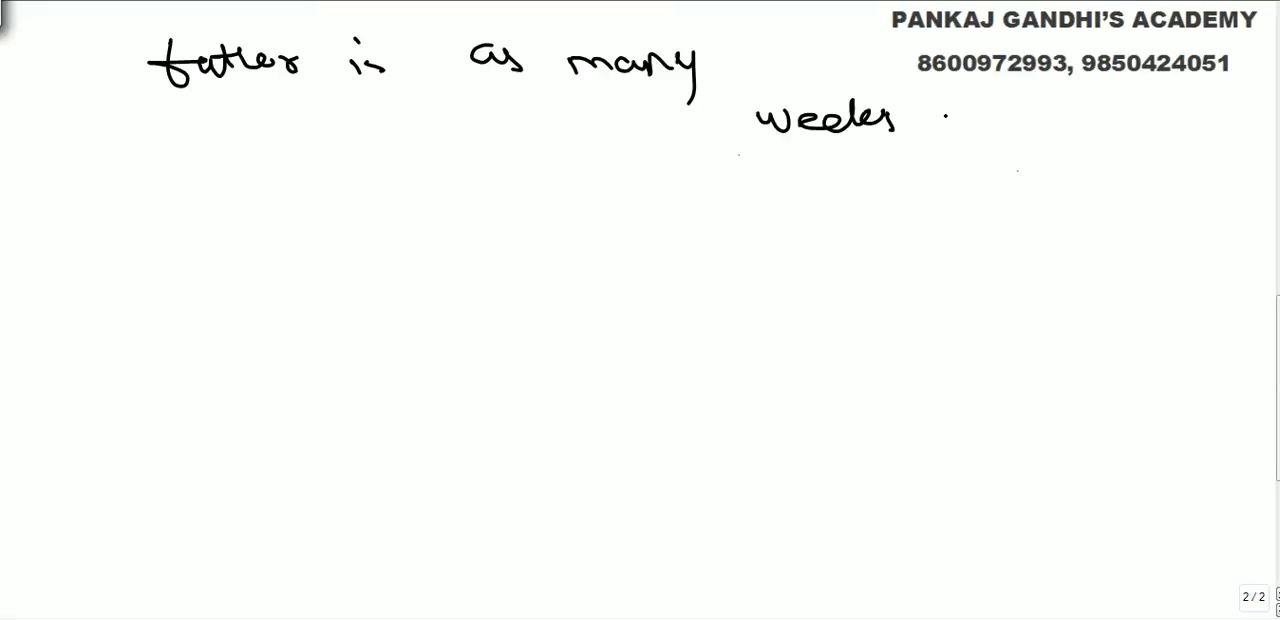 PANKAJ GANDHI'S ACADEMY
father is as many
8600972993, 9850424051
weeks .
2 / 2